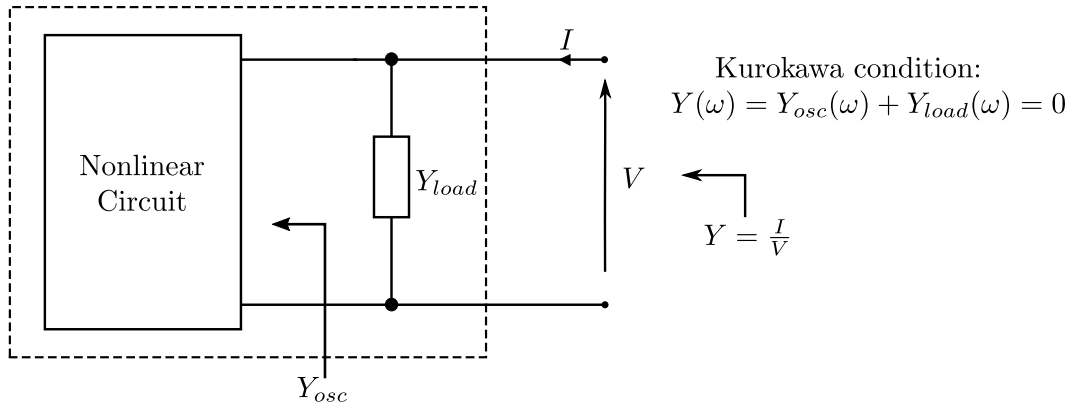 I
Kurokawa condition:
Y(ω) = Y_osc(ω) + Y_load(ω) = 0
Nonlinear
Circuit
Y_load
V
Y = I/V
Y_osc